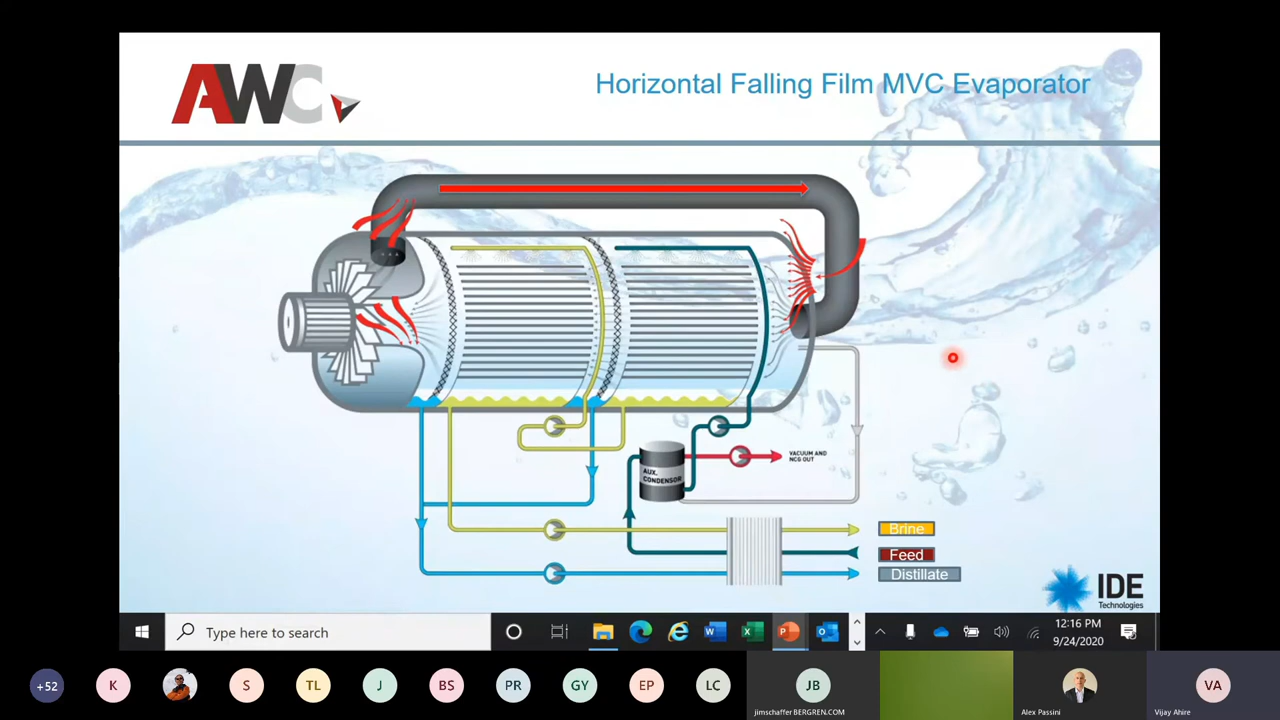 AWC
Horizontal Falling Film MVC Evaporator
AUX.
CONDENSOR
VACUUM AND
NCG OUT
Brine
Feed
Distillate
IDE
Technologies
Type here to search
12:16 PM
9/24/2020
+52
K
S
TL
J
BS
PR
GY
EP
LC
JB
VA
jimschaffer BERGREN.COM
Alex Passini
Vijay Ahire